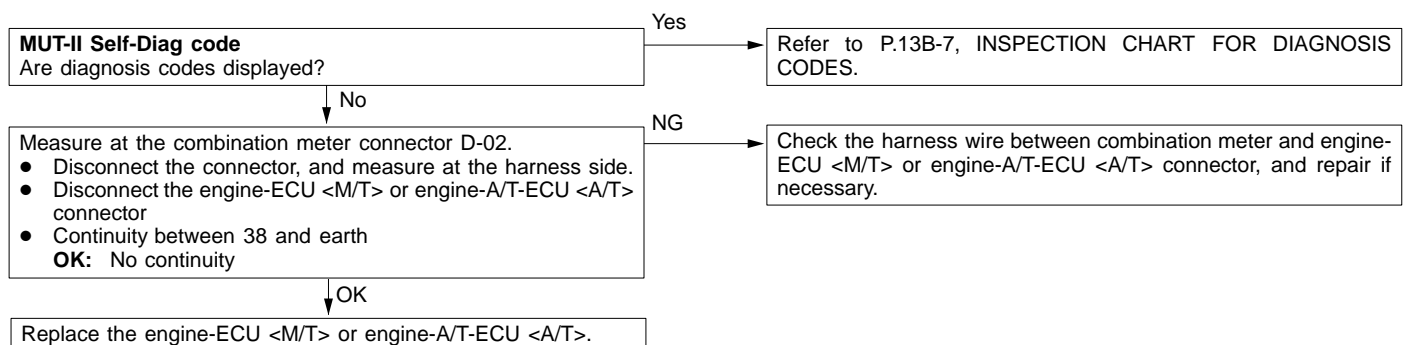 Yes
MUT-II Self-Diag code
Are diagnosis codes displayed?
Refer to P.13B-7, INSPECTION CHART FOR DIAGNOSIS
CODES.
No
NG
Measure at the combination meter connector D-02.
● Disconnect the connector, and measure at the harness side.
● Disconnect the engine-ECU <M/T> or engine-A/T-ECU <A/T>
connector
● Continuity between 38 and earth
OK: No continuity
Check the harness wire between combination meter and engine-
ECU <M/T> or engine-A/T-ECU <A/T> connector, and repair if
necessary.
OK
Replace the engine-ECU <M/T> or engine-A/T-ECU <A/T>.